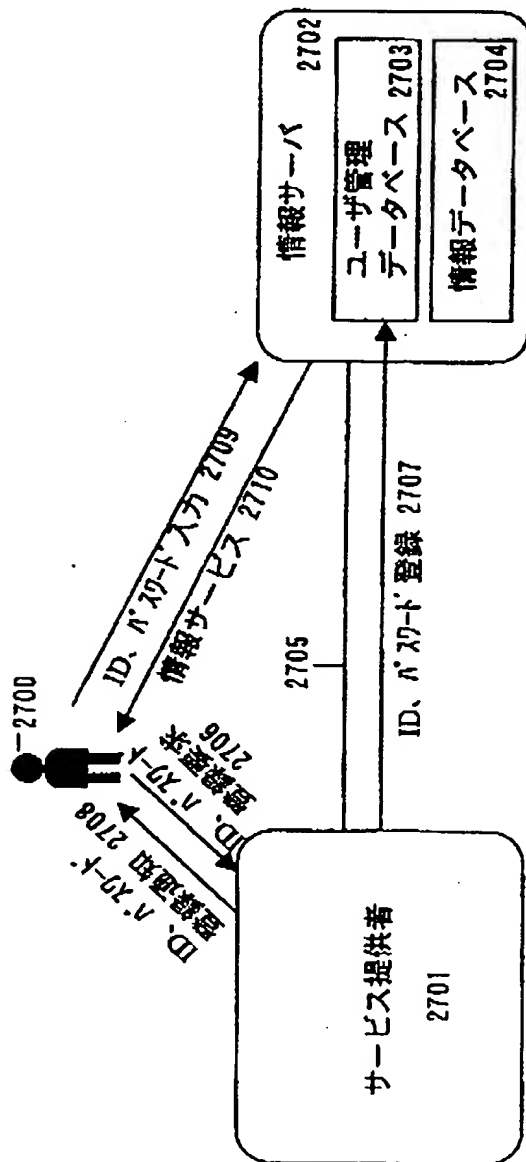 2700
ID、パスワード
登録通知 2708
ID、パスワード
登録要求
2706
ID、パスワード入力 2709
情報サービス 2710
サービス提供者
2701
2705
ID、パスワード登録 2707
情報サーバ
2702
ユーザ管理
データベース 2703
情報データベース
2704